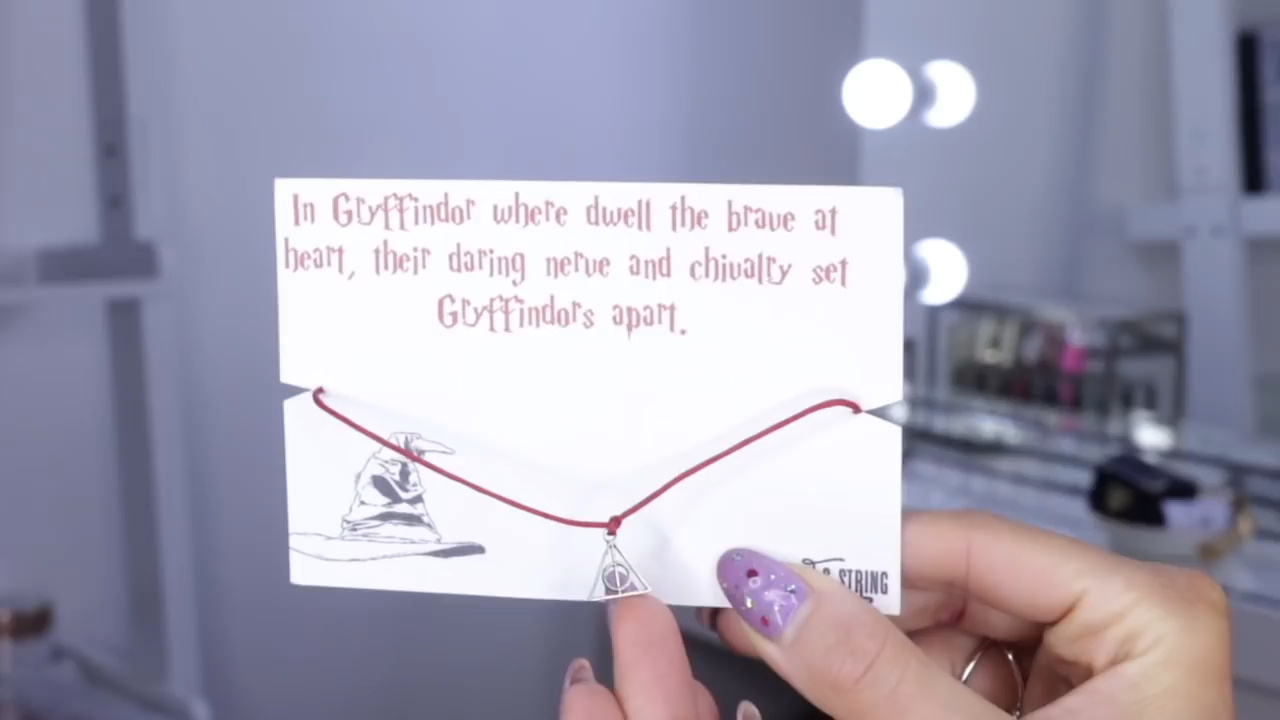 In Gryffindor where dwell the brave at
heart, their daring nerve and chivalry set
Gryffindors apart.
STRING